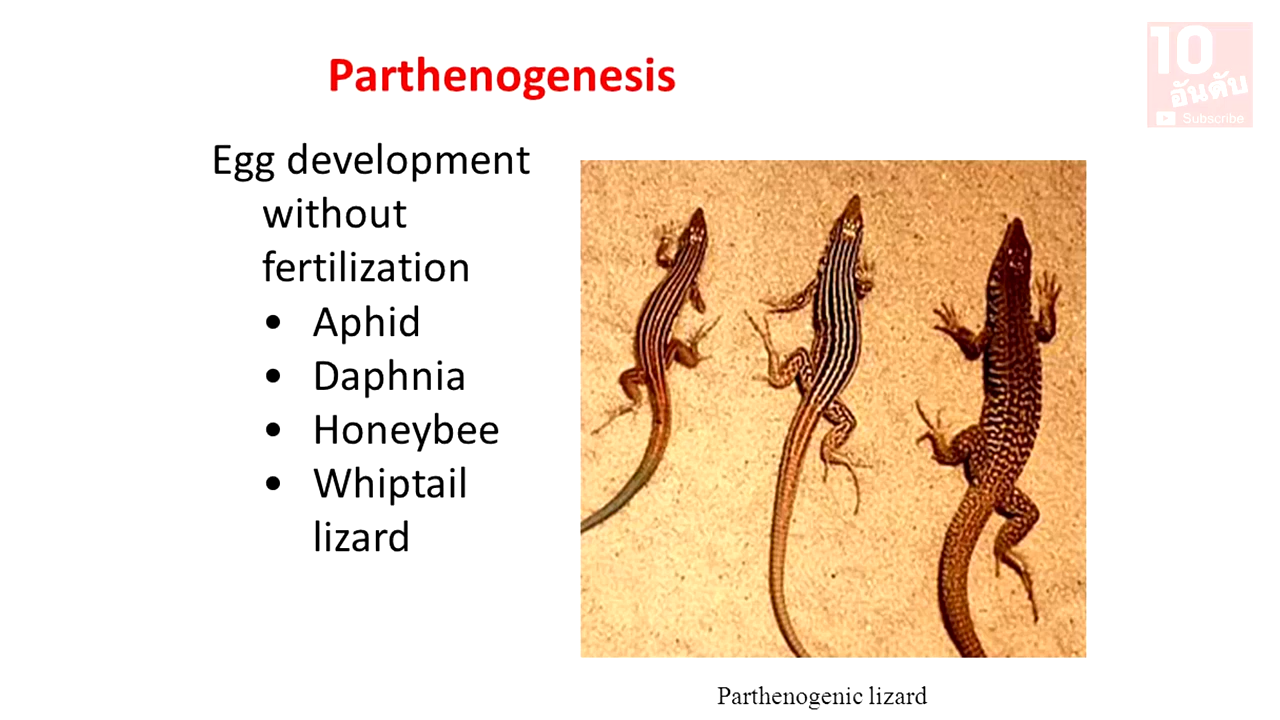 Parthenogenesis
Egg development
without
fertilization
• Aphid
• Daphnia
• Honeybee
• Whiptail
lizard
Parthenogenic lizard
10
อันดับ
Subscribe